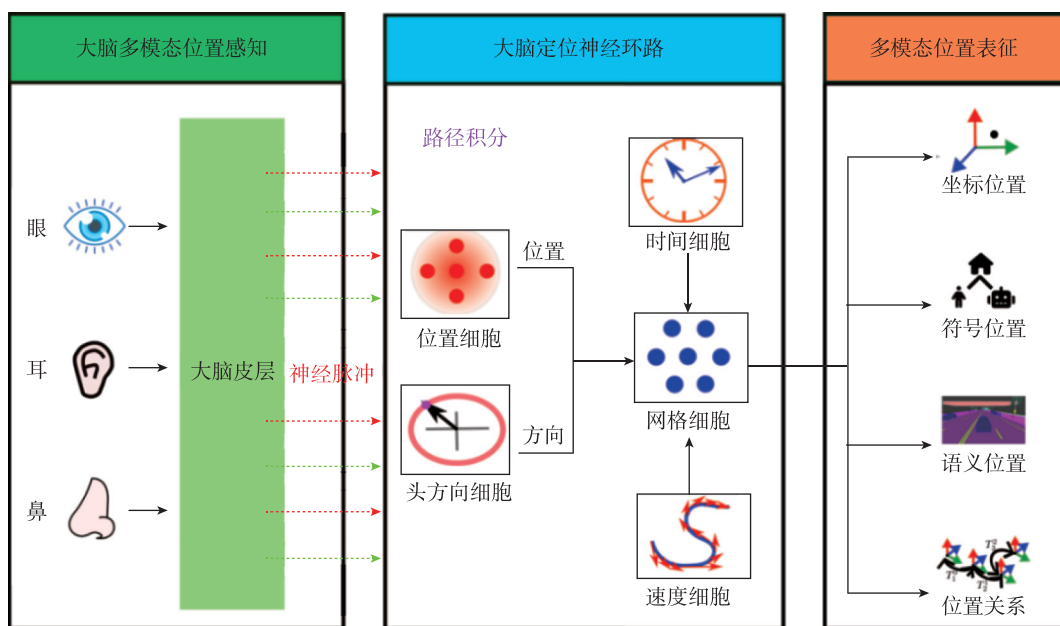 大脑多模态位置感知
眼
耳
鼻
大脑皮层
神经脉冲
大脑定位神经环路
路径积分
位置细胞
位置
头方向细胞
方向
时间细胞
网格细胞
速度细胞
多模态位置表征
坐标位置
符号位置
语义位置
位置关系